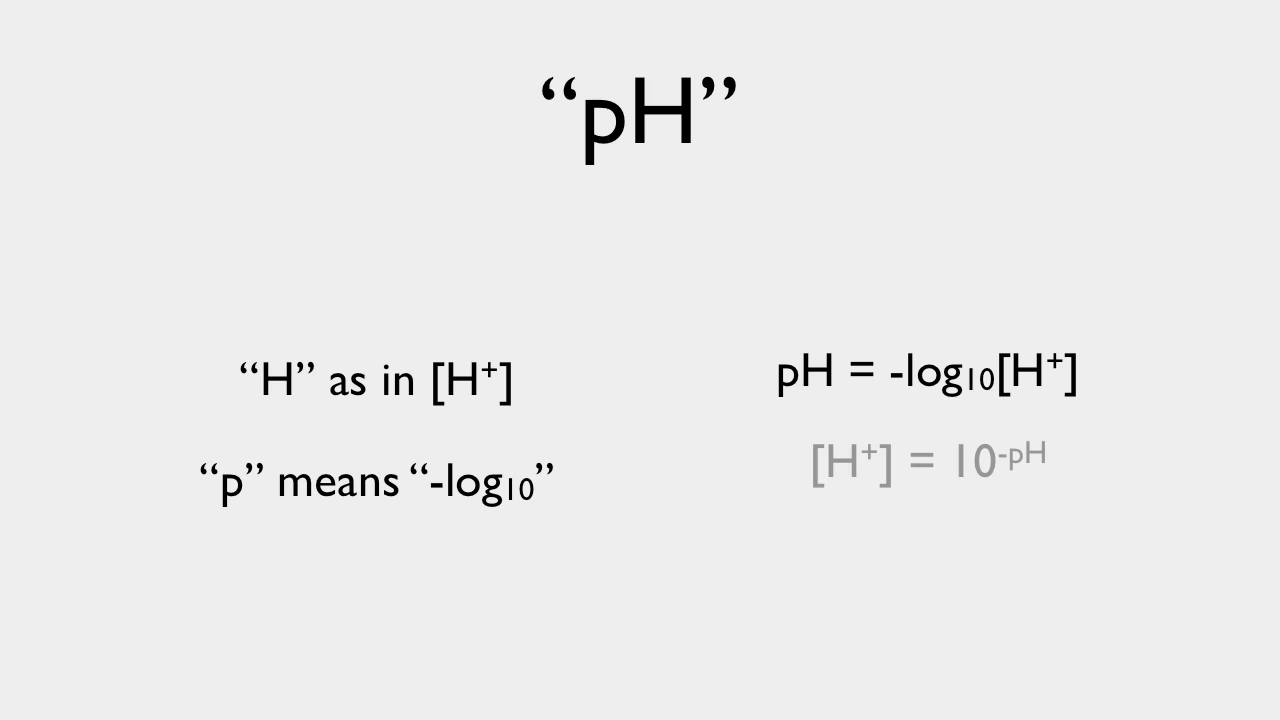 “pH”
“H” as in [H⁺]
“p” means “-log₁₀”
pH = -log₁₀[H⁺]
[H⁺] = 10⁻ᵖᴴ